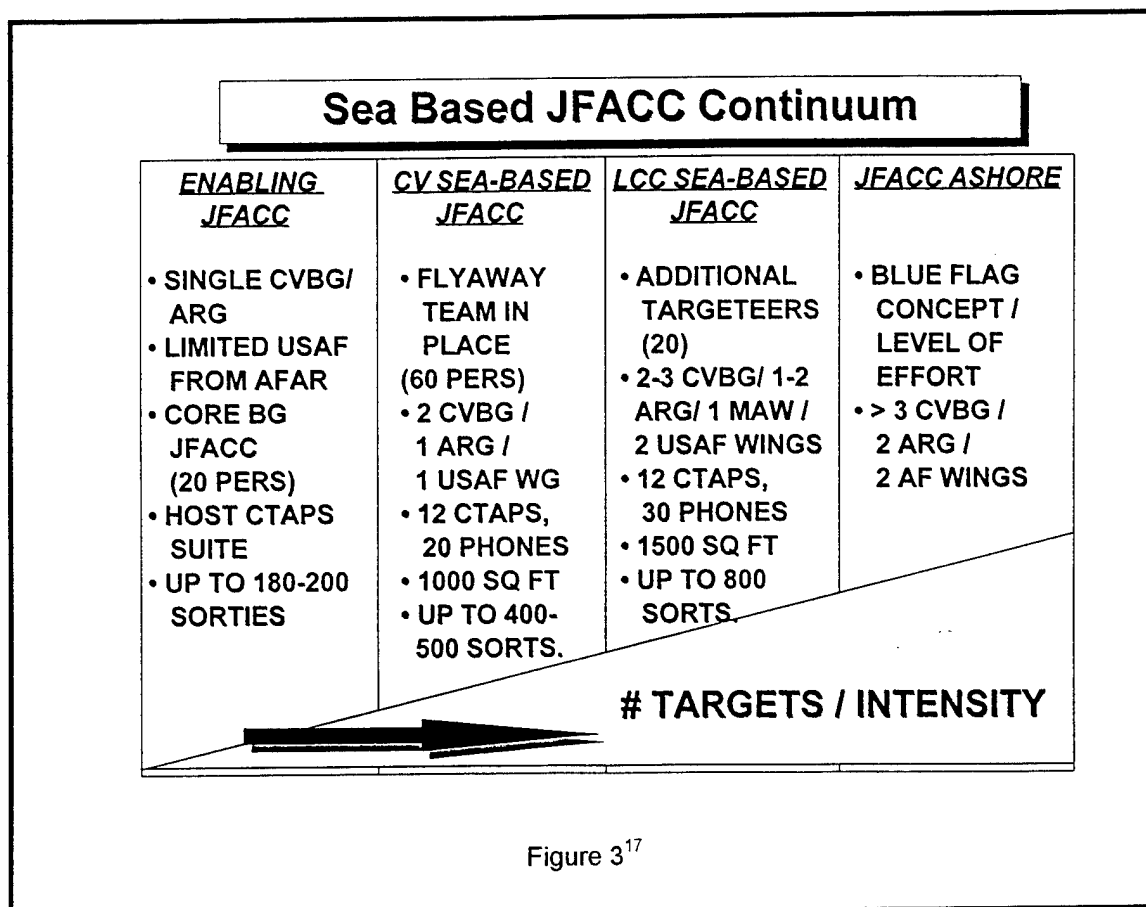 Sea Based JFACC Continuum
ENABLING
JFACC
• SINGLE CVBG/
ARG
• LIMITED USAF
FROM AFAR
• CORE BG
JFACC
(20 PERS)
• HOST CTAPS
SUITE
• UP TO 180-200
SORTIES
CV SEA-BASED
JFACC
• FLYAWAY
TEAM IN
PLACE
(60 PERS)
• 2 CVBG /
1 ARG /
1 USAF WG
• 12 CTAPS,
20 PHONES
• 1000 SQ FT
• UP TO 400-
500 SORTS.
LCC SEA-BASED
JFACC
• ADDITIONAL
TARGETEERS
(20)
• 2-3 CVBG/ 1-2
ARG/ 1 MAW /
2 USAF WINGS
• 12 CTAPS,
30 PHONES
• 1500 SQ FT
• UP TO 800
SORTS.
JFACC ASHORE
• BLUE FLAG
CONCEPT /
LEVEL OF
EFFORT
• > 3 CVBG /
2 ARG /
2 AF WINGS
# TARGETS / INTENSITY
Figure 3¹⁷